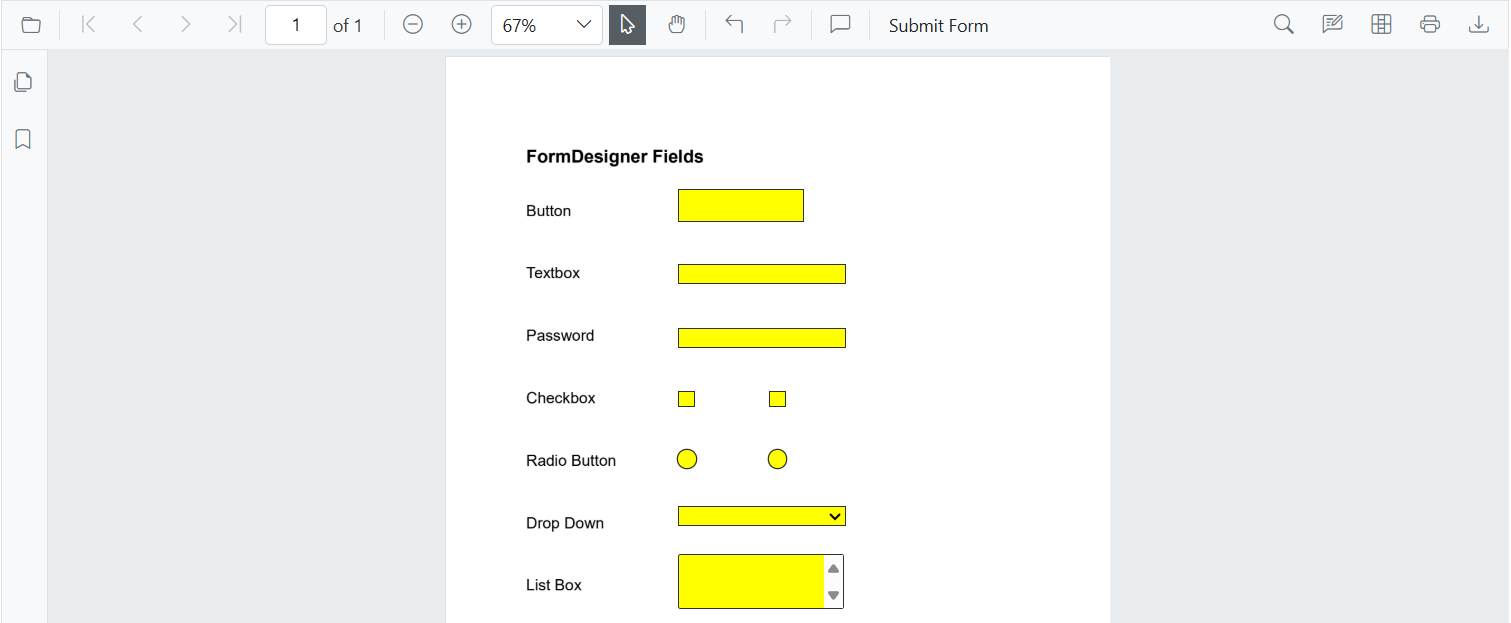 1 of 1 67% Submit Form
FormDesigner Fields
Button
Textbox
Password
Checkbox
Radio Button
Drop Down
List Box